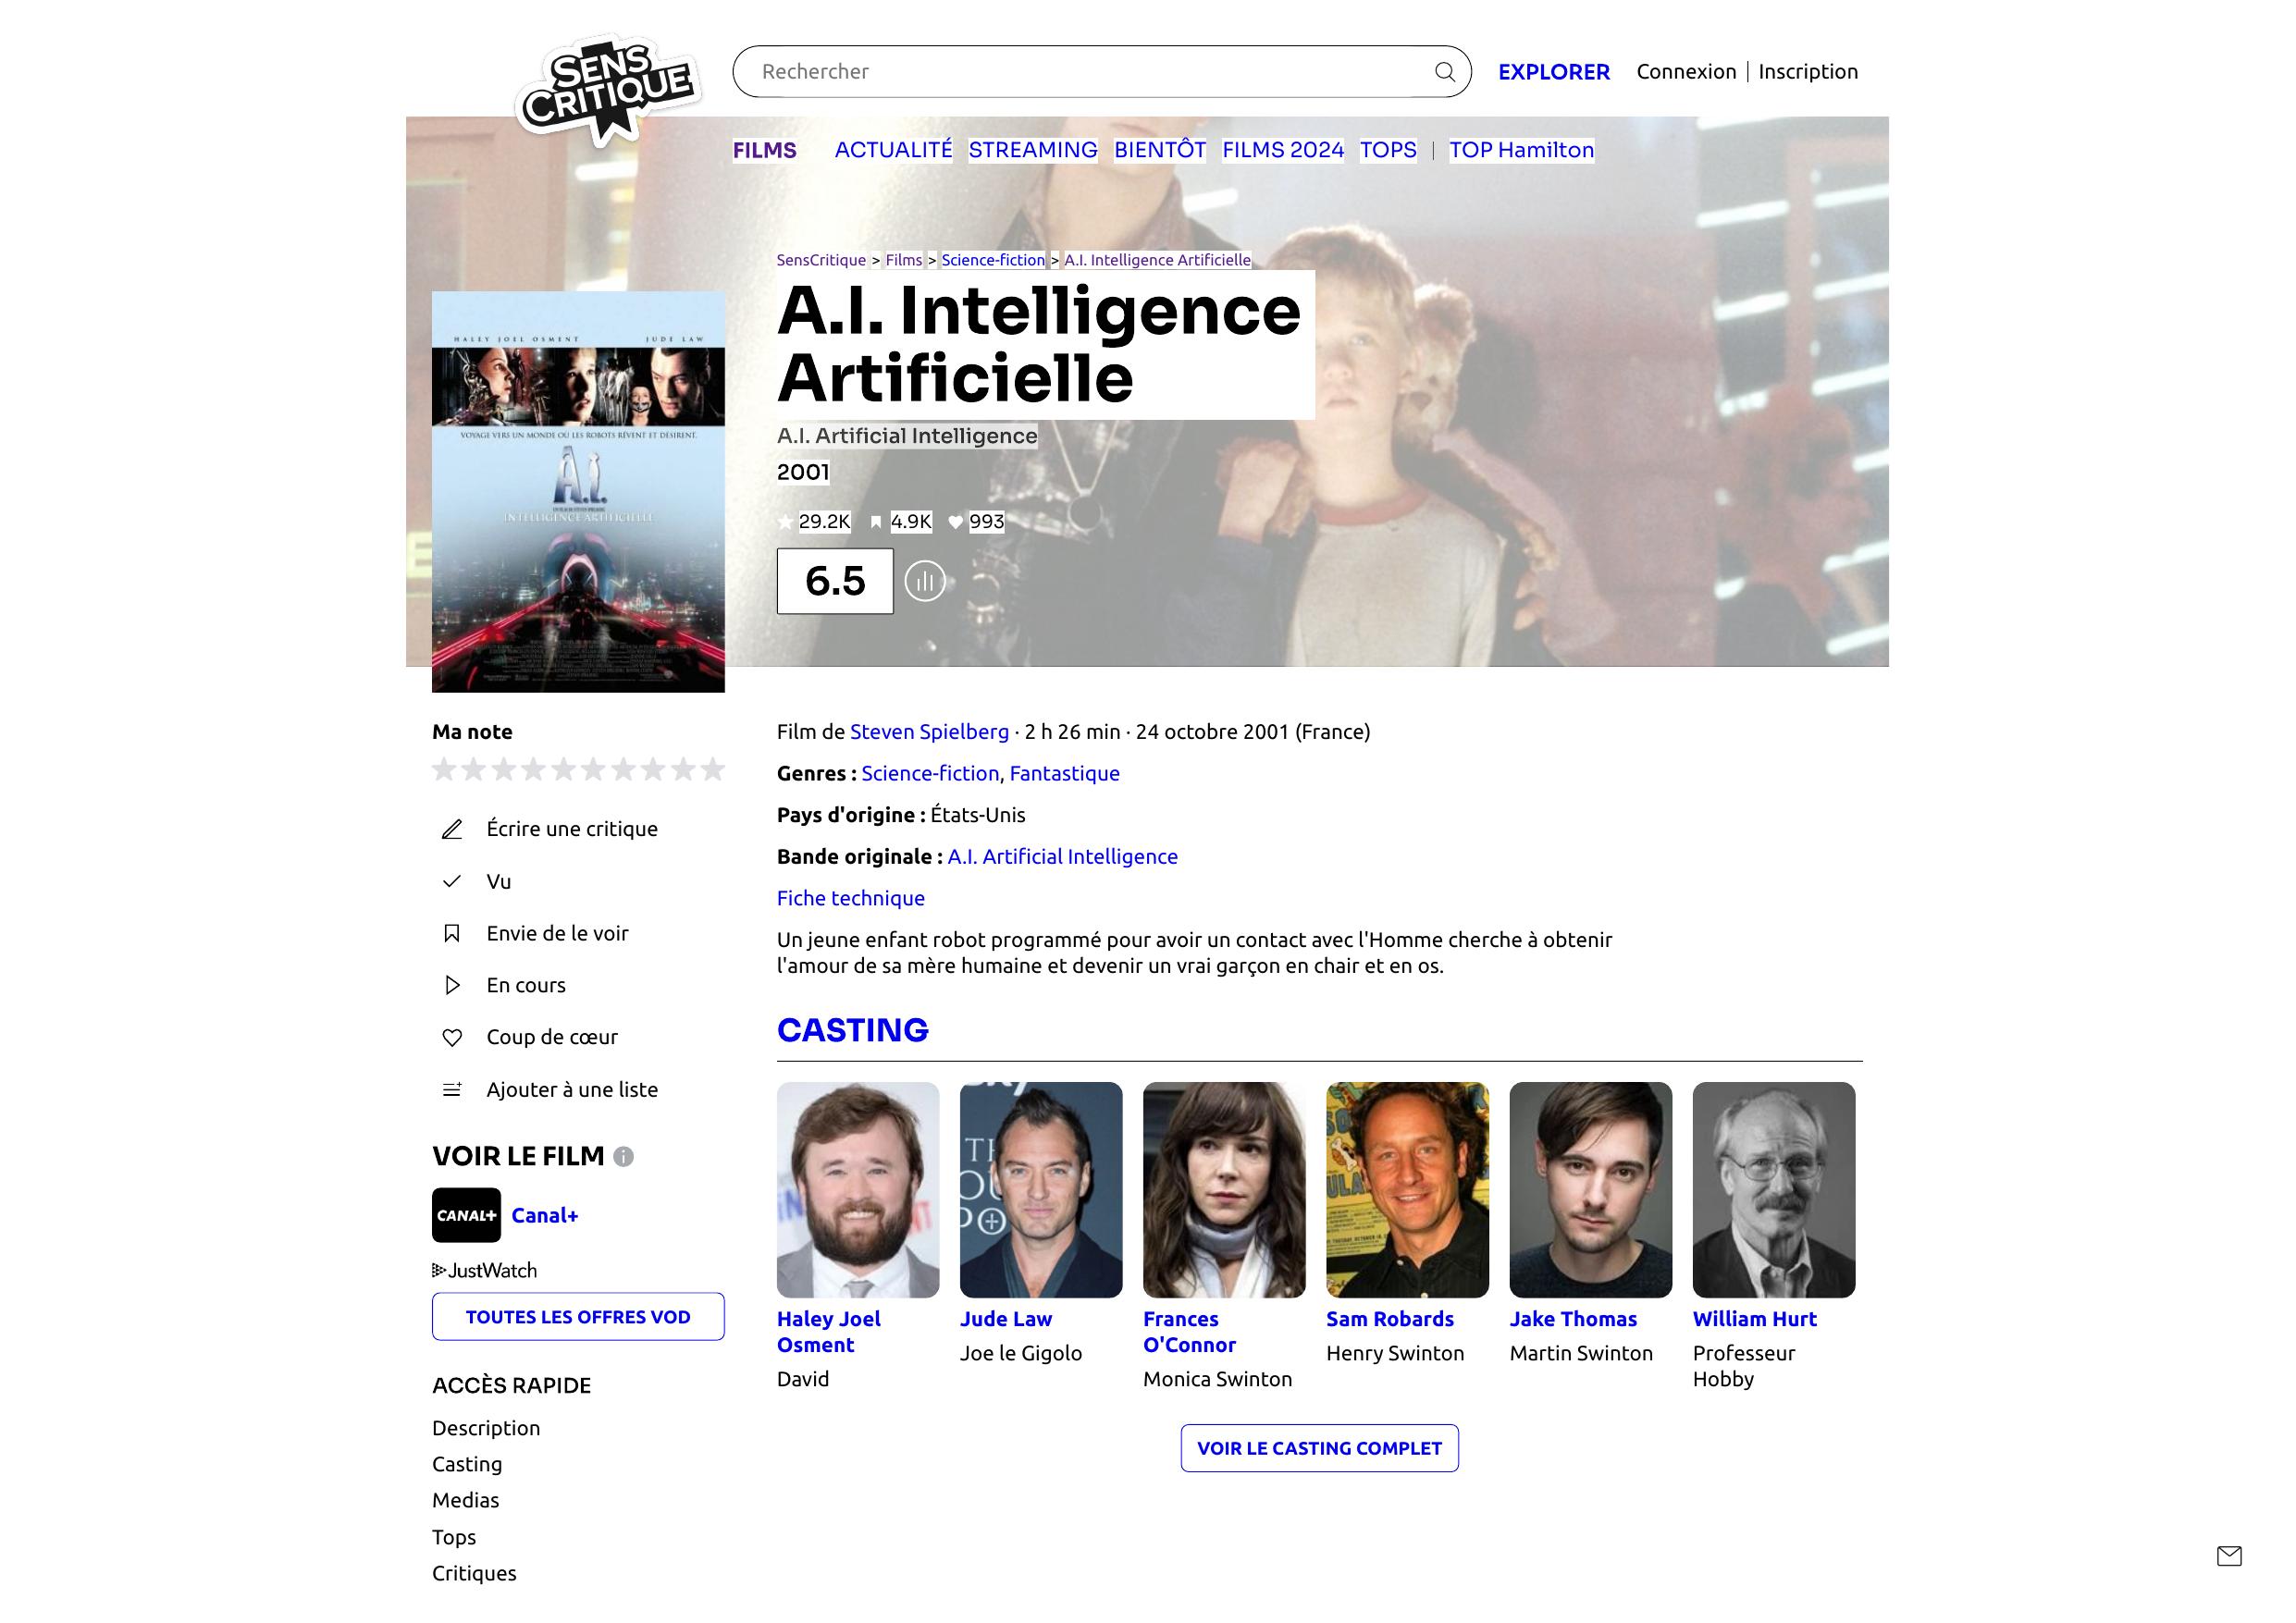 SENS
CRITIQUE
Rechercher
EXPLORER
Connexion | Inscription
FILMS
ACTUALITÉ
STREAMING
BIENTÔT
FILMS 2024
TOPS
|
TOP Hamilton
SensCritique > Films > Science-fiction > A.I. Intelligence Artificielle
A.I. Intelligence
Artificielle
A.I. Artificial Intelligence
2001
29.2K
4.9K
993
6.5
HALEY JOEL OSMENT
JUDE LAW
VOYAGE VERS UN MONDE OU LES ROBOTS RÊVENT ET DÉSIRENT.
A.I.
INTELLIGENCE ARTIFICIELLE
Ma note
Écrire une critique
Vu
Envie de le voir
En cours
Coup de cœur
Ajouter à une liste
VOIR LE FILM
CANAL+
Canal+
JustWatch
TOUTES LES OFFRES VOD
ACCÈS RAPIDE
Description
Casting
Medias
Tops
Critiques
Film de Steven Spielberg · 2 h 26 min · 24 octobre 2001 (France)
Genres : Science-fiction, Fantastique
Pays d'origine : États-Unis
Bande originale : A.I. Artificial Intelligence
Fiche technique
Un jeune enfant robot programmé pour avoir un contact avec l'Homme cherche à obtenir
l'amour de sa mère humaine et devenir un vrai garçon en chair et en os.
CASTING
Haley Joel
Osment
David
Jude Law
Joe le Gigolo
Frances
O'Connor
Monica Swinton
Sam Robards
Henry Swinton
Jake Thomas
Martin Swinton
William Hurt
Professeur
Hobby
VOIR LE CASTING COMPLET